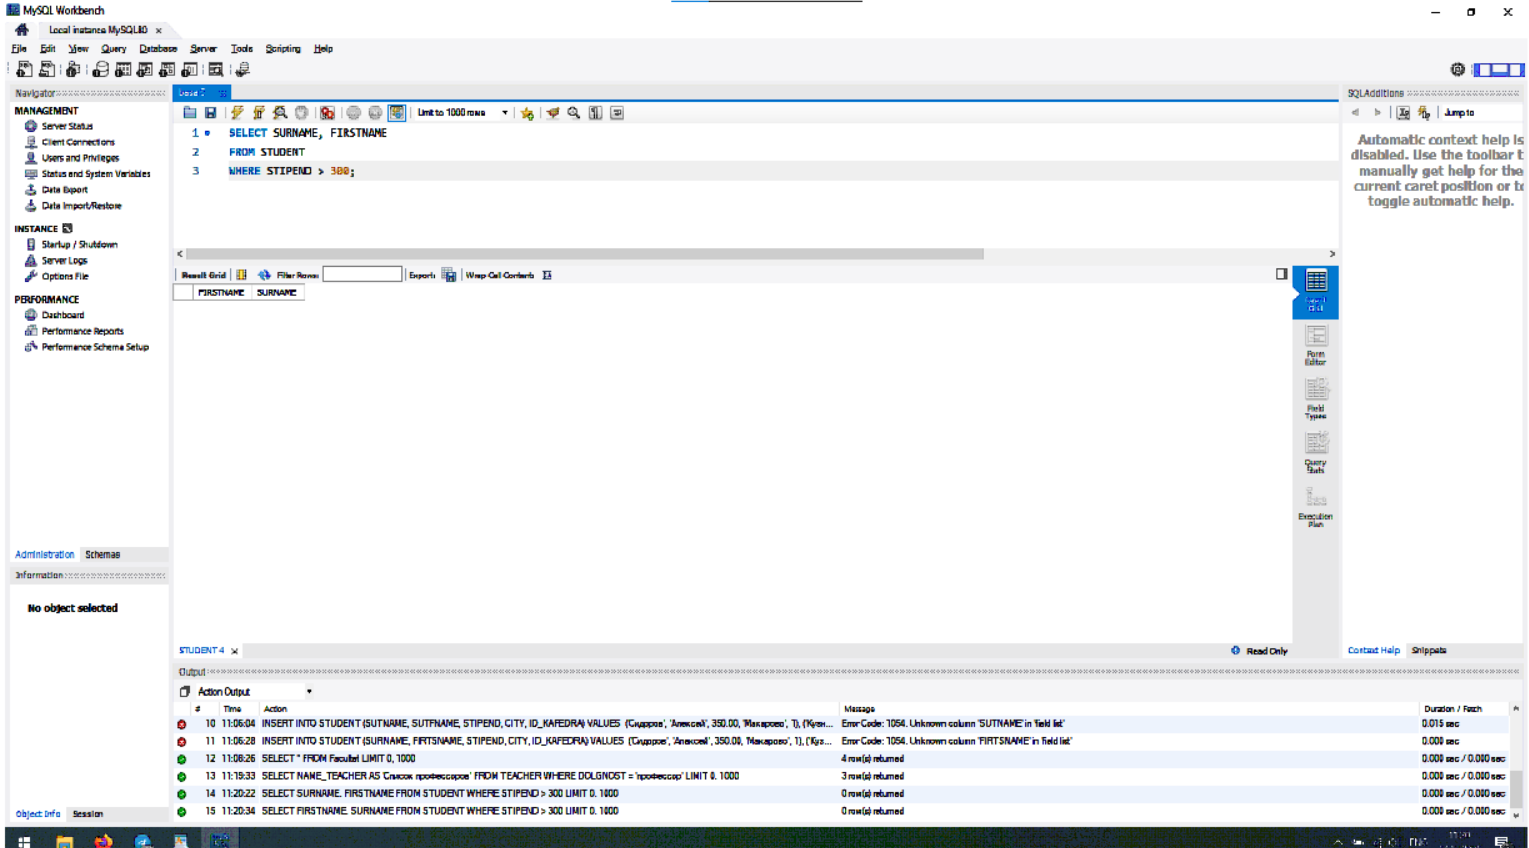 MySQL Workbench
Local instance MySQL80 ×
File Edit View Query Database Server Tools Scripting Help
Navigator
MANAGEMENT
Server Status
Client Connections
Users and Privileges
Status and System Variables
Data Export
Data Import/Restore
INSTANCE
Startup / Shutdown
Server Logs
Options File
PERFORMANCE
Dashboard
Performance Reports
Performance Schema Setup
Administration Schemas
Information
No object selected
Object Info Session
Limit to 1000 rows
1 SELECT SURNAME, FIRSTNAME
2 FROM STUDENT
3 WHERE STIPEND > 300;
Result Grid Filter Rows: Export: Wrap Cell Content:
FIRSTNAME SURNAME
Result Grid
Form Editor
Field Types
Query Stats
Execution Plan
STUDENT 4 × Read Only
SQLAdditions
Jump to
Automatic context help is
disabled. Use the toolbar t
manually get help for the
current caret position or to
toggle automatic help.
Context Help Snippets
Output
Action Output
# Time Action Message Duration / Fetch
10 11:06:04 INSERT INTO STUDENT (SUTNAME, SUTFNAME, STIPEND, CITY, ID_KAFEDRA) VALUES ('Сидоров', 'Алексей', 350.00, 'Макарово', 1), ('Кузн... Error Code: 1054. Unknown column 'SUTNAME' in 'field list' 0.015 sec
11 11:06:28 INSERT INTO STUDENT (SURNAME, FIRTSNAME, STIPEND, CITY, ID_KAFEDRA) VALUES ('Сидоров', 'Алексей', 350.00, 'Макарово', 1), ('Куз... Error Code: 1054. Unknown column 'FIRTSNAME' in 'field list' 0.000 sec
12 11:08:26 SELECT * FROM Facultet LIMIT 0, 1000 4 row(s) returned 0.000 sec / 0.000 sec
13 11:19:33 SELECT NAME_TEACHER AS 'Список профессоров' FROM TEACHER WHERE DOLGNOST = 'профессор' LIMIT 0, 1000 3 row(s) returned 0.000 sec / 0.000 sec
14 11:20:22 SELECT SURNAME, FIRSTNAME FROM STUDENT WHERE STIPEND > 300 LIMIT 0, 1000 0 row(s) returned 0.000 sec / 0.000 sec
15 11:20:34 SELECT FIRSTNAME, SURNAME FROM STUDENT WHERE STIPEND > 300 LIMIT 0, 1000 0 row(s) returned 0.000 sec / 0.000 sec